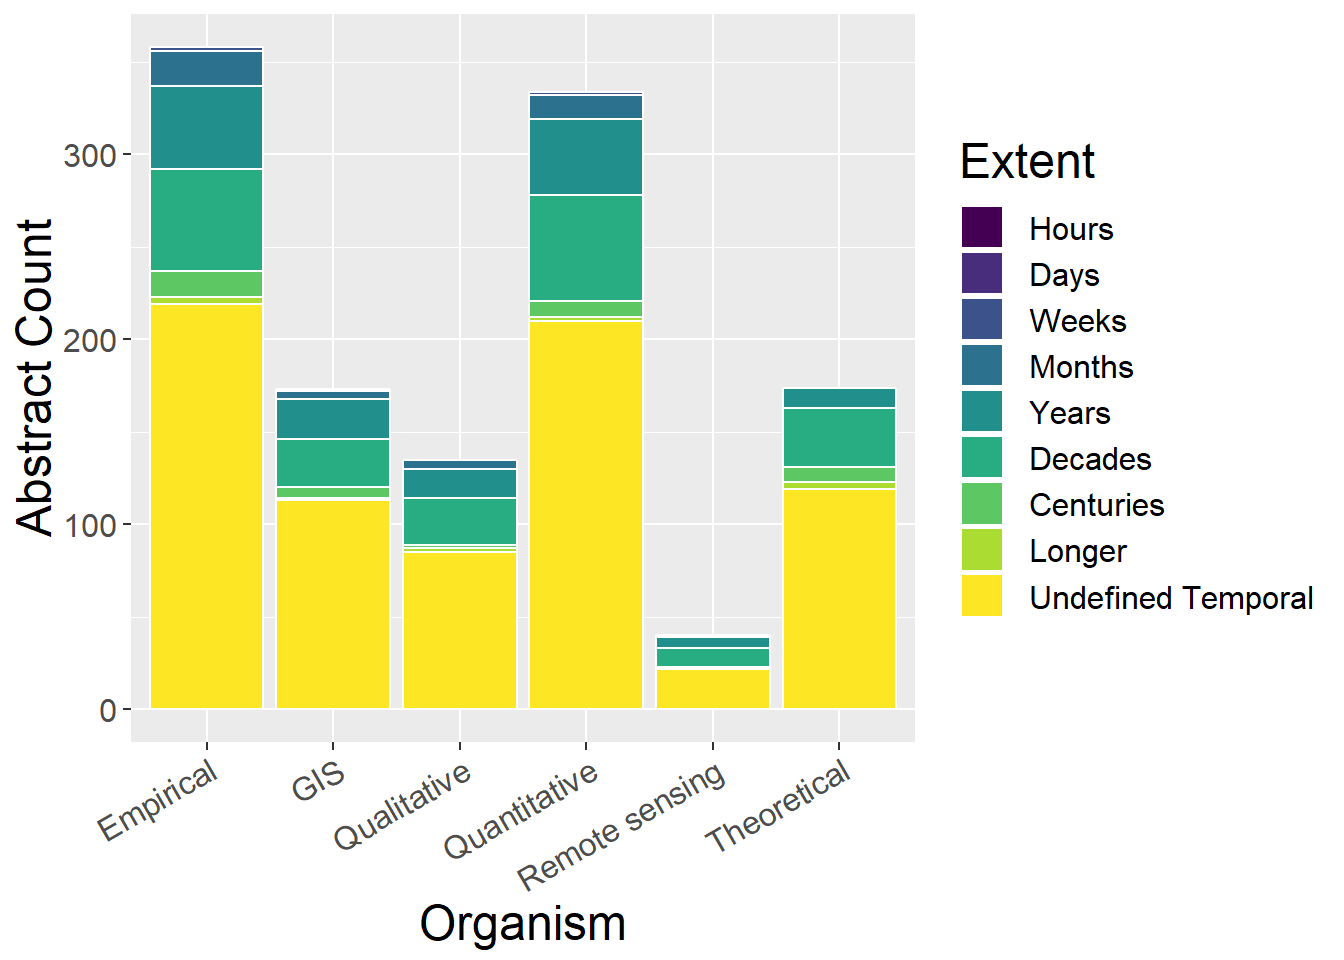 Abstract Count
300
200
100
0
Empirical
GIS
Qualitative
Quantitative
Remote sensing
Theoretical
Organism
Extent
Hours
Days
Weeks
Months
Years
Decades
Centuries
Longer
Undefined Temporal